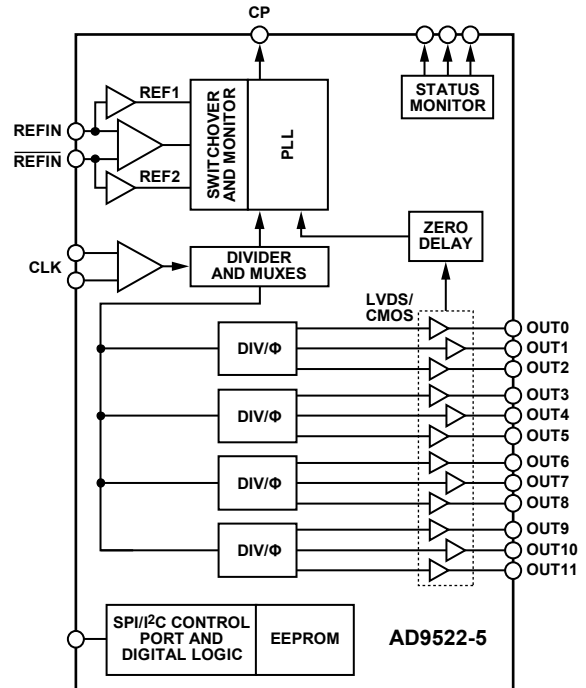 CP
REF1
REFIN
REFIN
REF2
SWITCHOVER
AND MONITOR
PLL
STATUS
MONITOR
CLK
DIVIDER
AND MUXES
ZERO
DELAY
LVDS/
CMOS
DIV/Φ
OUT0
OUT1
OUT2
DIV/Φ
OUT3
OUT4
OUT5
DIV/Φ
OUT6
OUT7
OUT8
DIV/Φ
OUT9
OUT10
OUT11
SPI/I²C CONTROL
PORT AND
DIGITAL LOGIC
EEPROM
AD9522-5